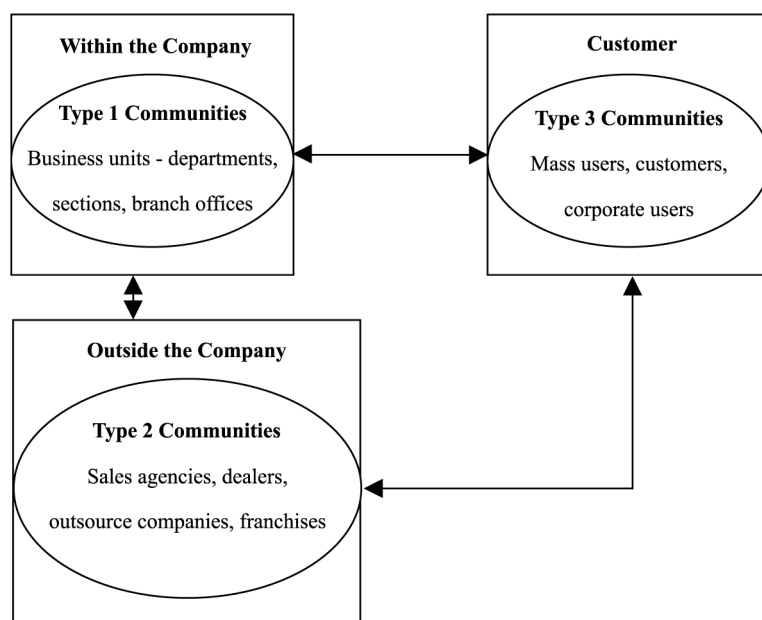 Within the Company
Type 1 Communities
Business units - departments,
sections, branch offices
Customer
Type 3 Communities
Mass users, customers,
corporate users
Outside the Company
Type 2 Communities
Sales agencies, dealers,
outsource companies, franchises